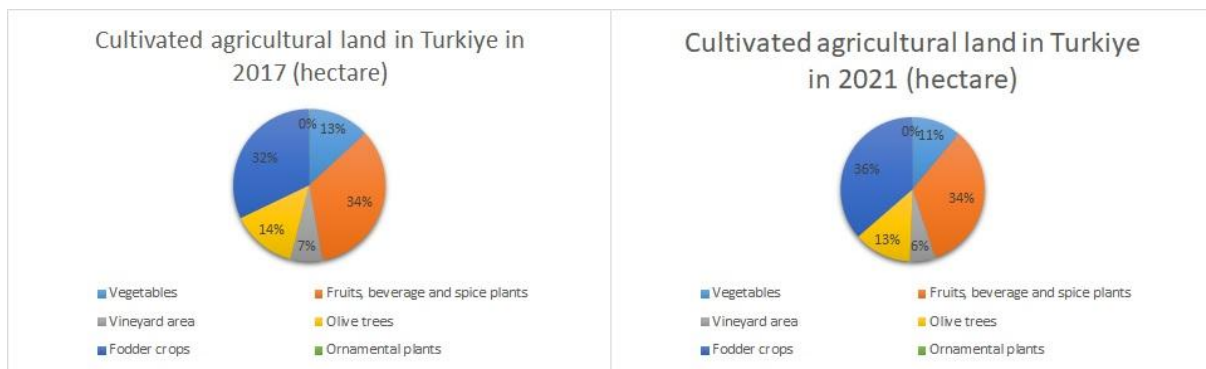 Cultivated agricultural land in Turkiye in
2017 (hectare)
0%
13%
32%
34%
14%
7%
Vegetables
Fruits, beverage and spice plants
Vineyard area
Olive trees
Fodder crops
Ornamental plants
Cultivated agricultural land in Turkiye
in 2021 (hectare)
0%
11%
36%
34%
13%
6%
Vegetables
Fruits, beverage and spice plants
Vineyard area
Olive trees
Fodder crops
Ornamental plants